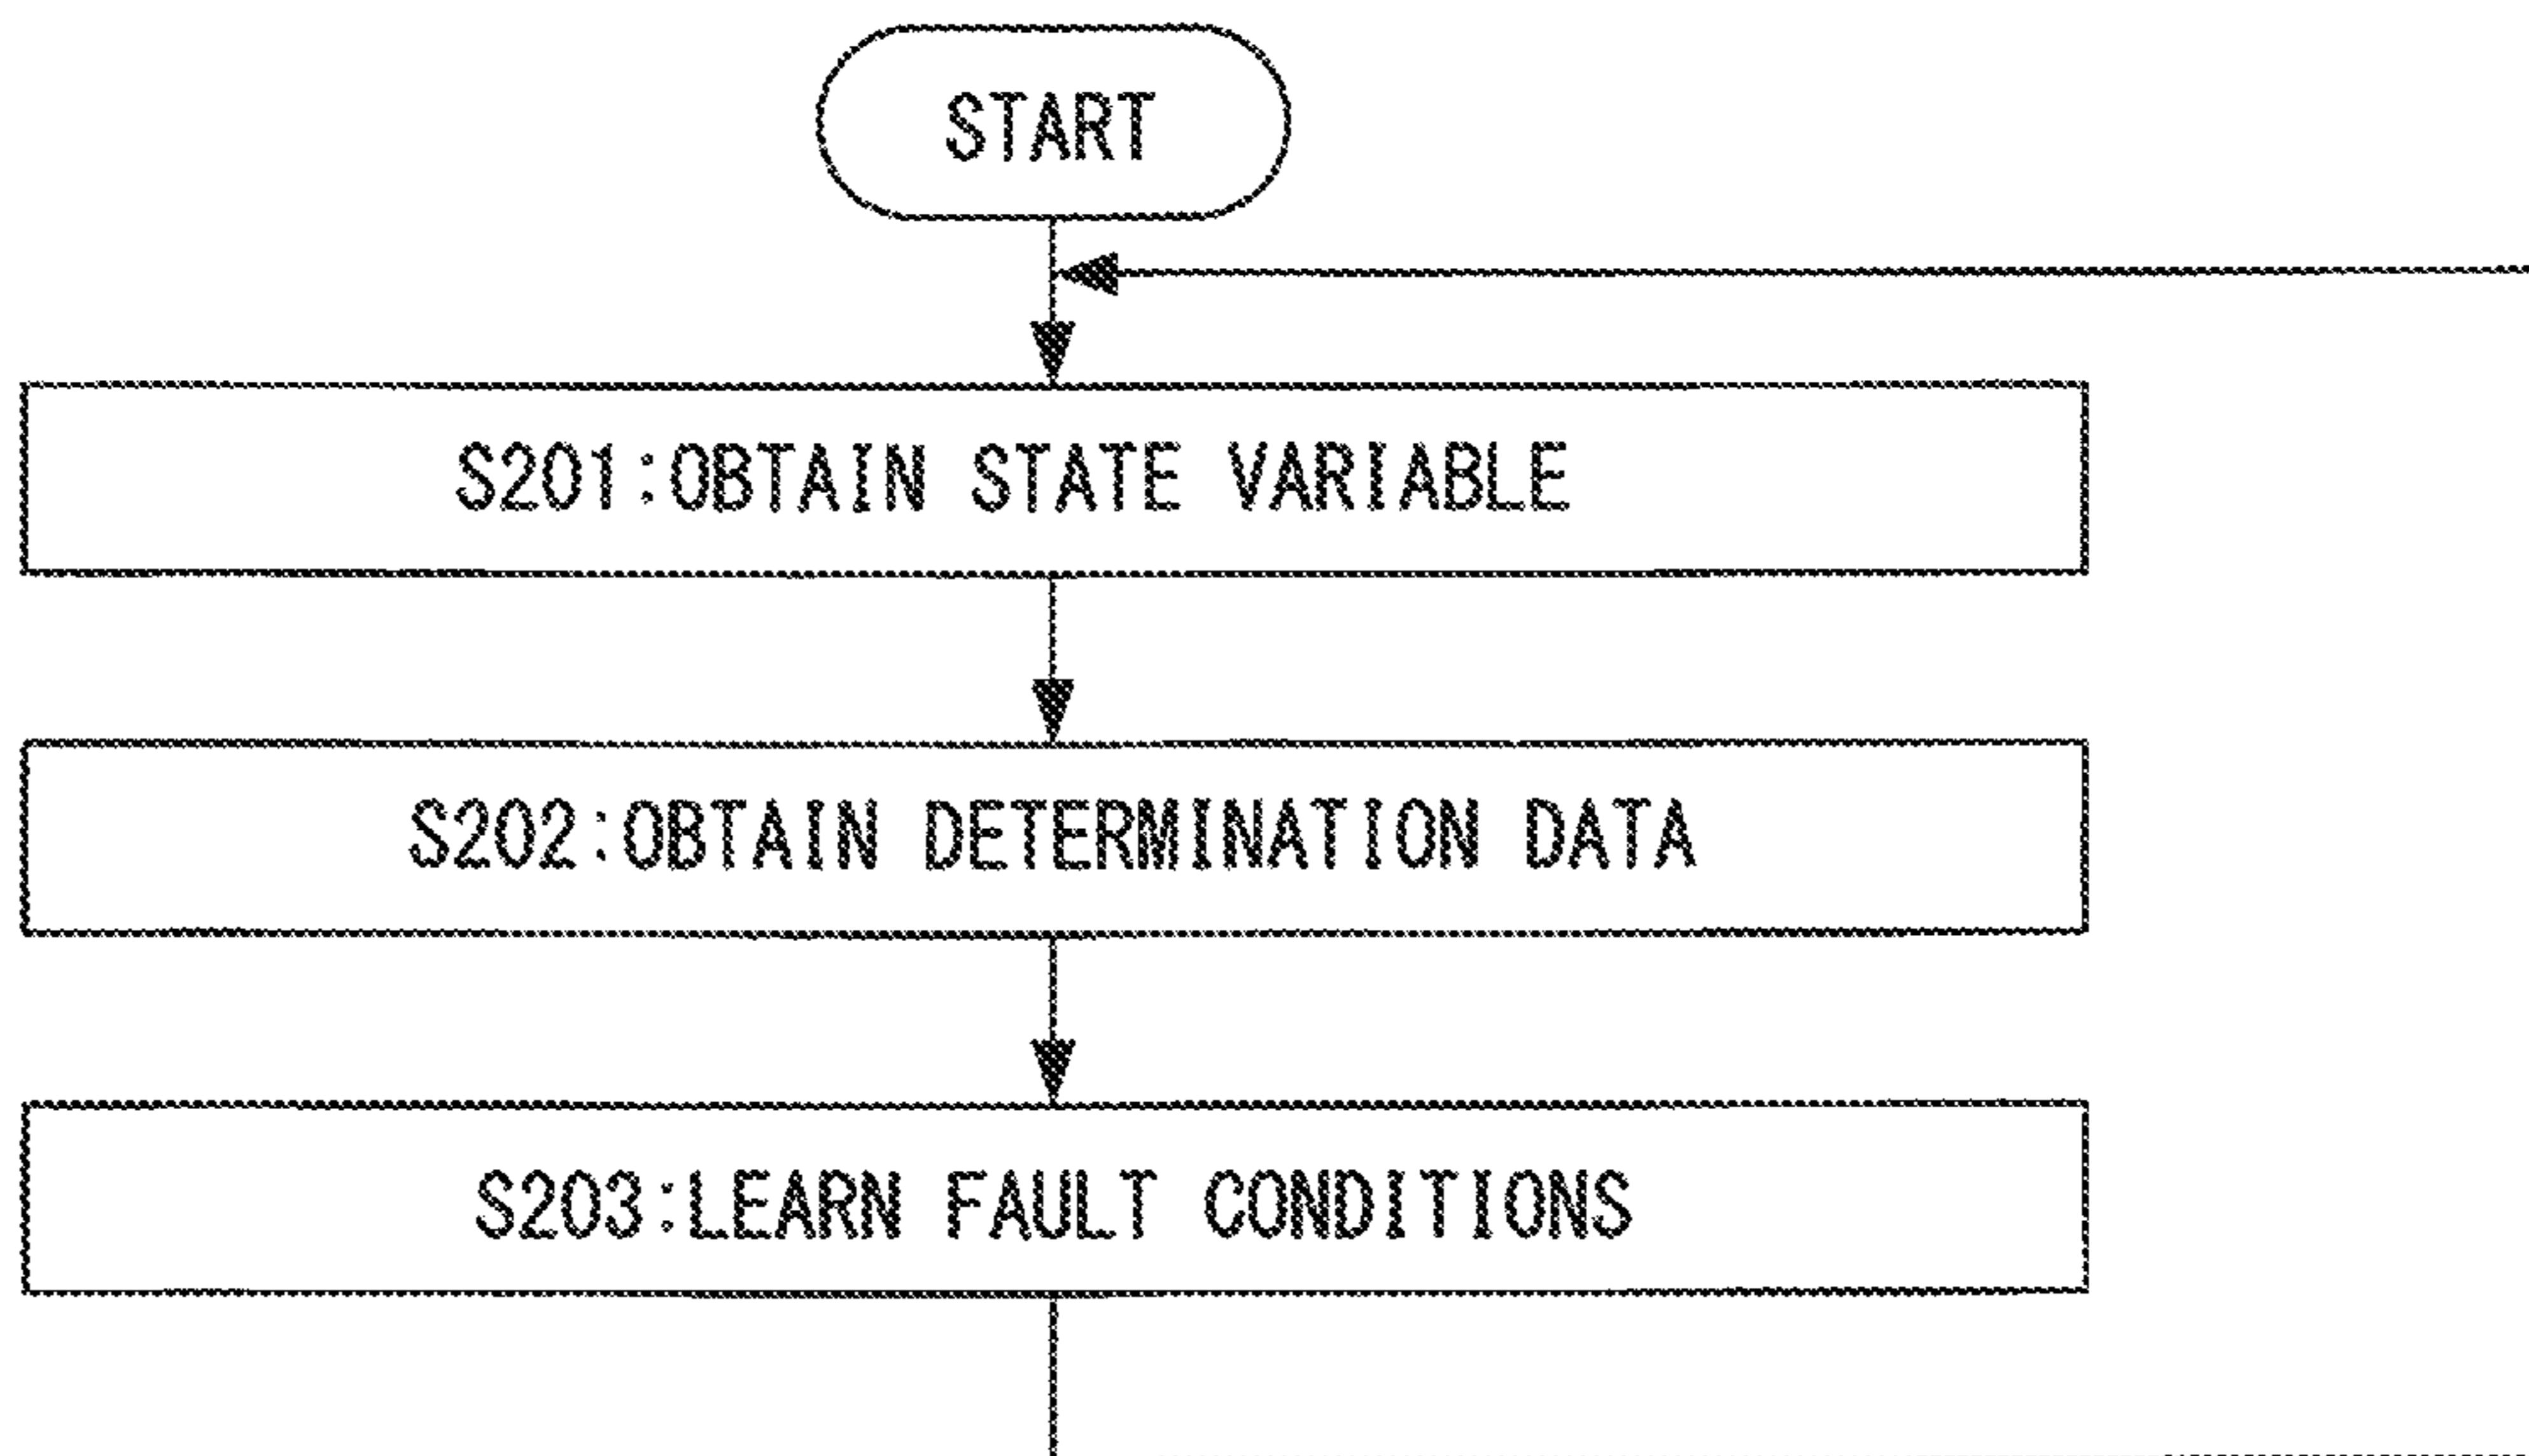 START
S201:OBTAIN STATE VARIABLE
S202:OBTAIN DETERMINATION DATA
S203:LEARN FAULT CONDITIONS